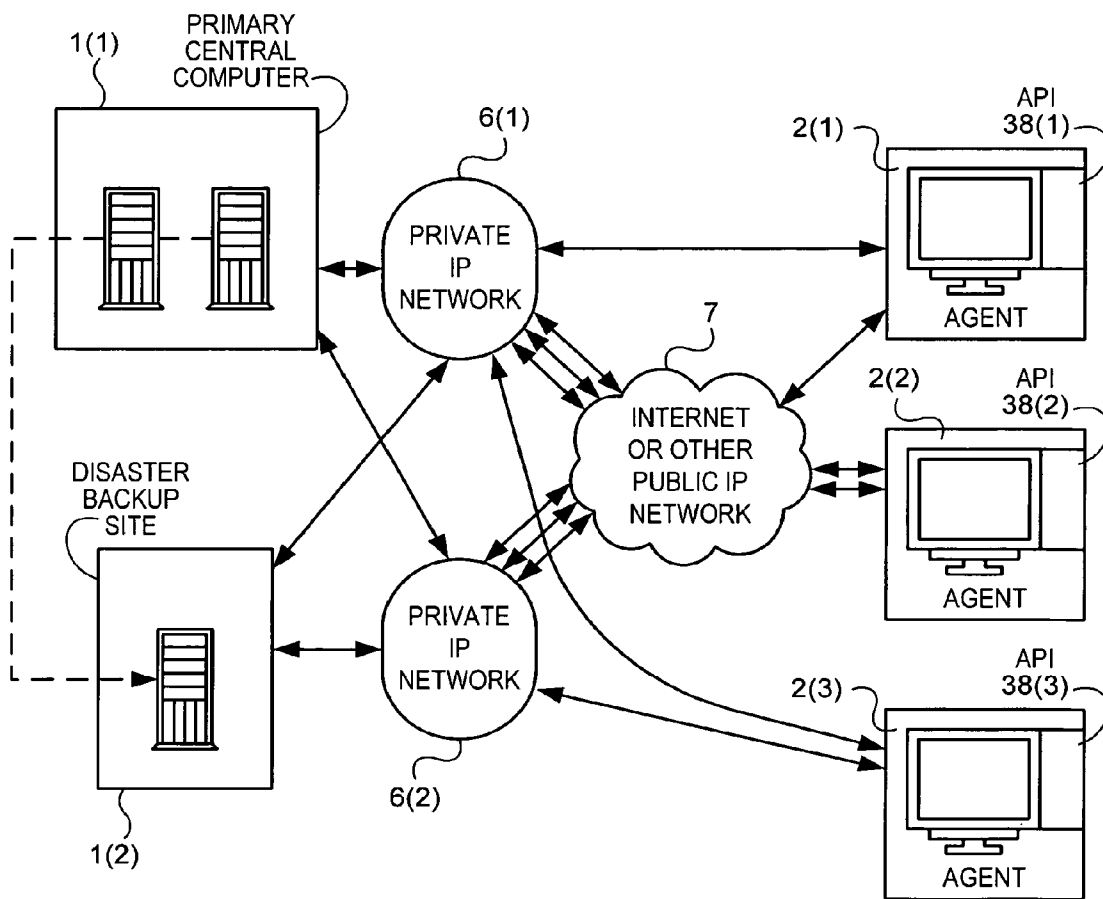 PRIMARY
CENTRAL
COMPUTER
1(1)
6(1)
PRIVATE
IP
NETWORK
2(1)
API
38(1)
AGENT
7
INTERNET
OR OTHER
PUBLIC IP
NETWORK
2(2)
API
38(2)
AGENT
DISASTER
BACKUP
SITE
1(2)
PRIVATE
IP
NETWORK
6(2)
2(3)
API
38(3)
AGENT